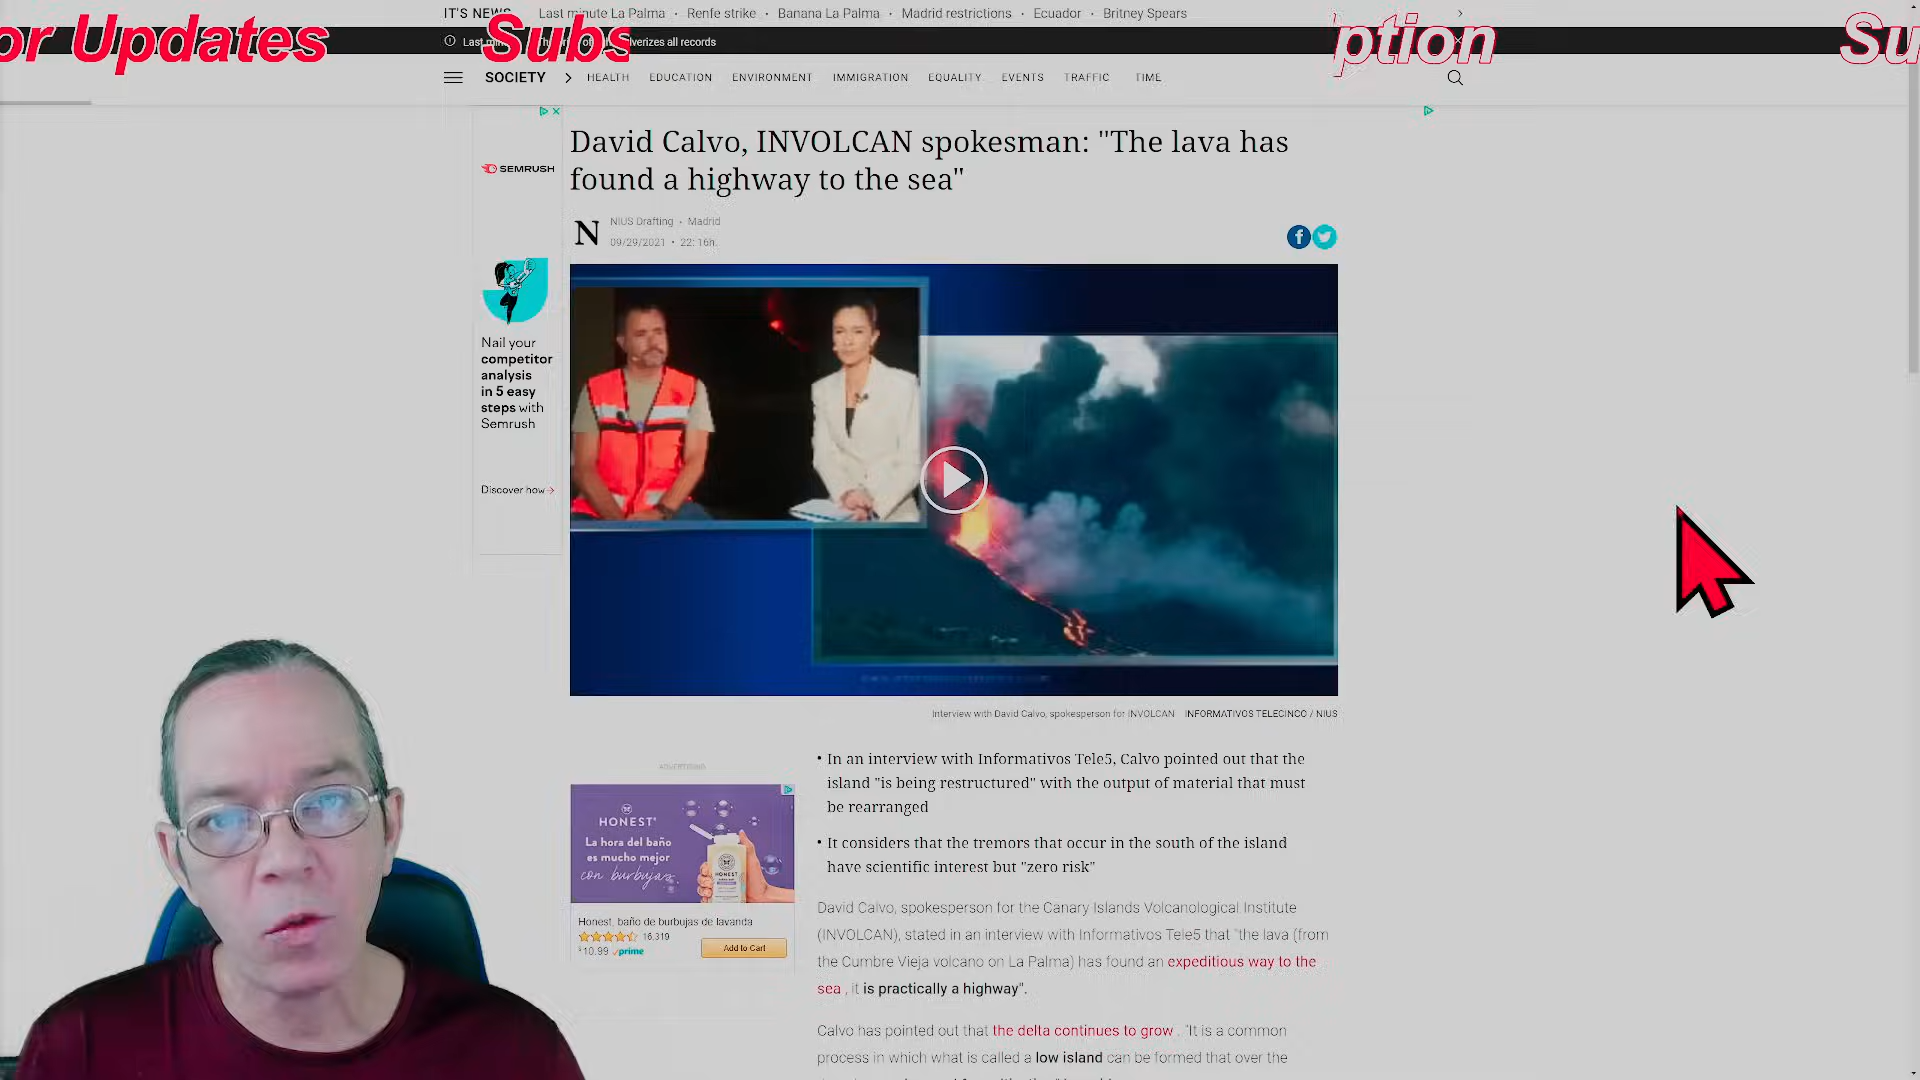 IT'S NEWS Last minute La Palma · Renfe strike · Banana La Palma · Madrid restrictions · Ecuador · Britney Spears
or Updates Subs ption Su
verizes all records
SOCIETY HEALTH EDUCATION ENVIRONMENT IMMIGRATION EQUALITY EVENTS TRAFFIC TIME
David Calvo, INVOLCAN spokesman: "The lava has
found a highway to the sea"
N
NIUS Drafting • Madrid
09/29/2021 • 22: 16h.
SEMRUSH
Nail your
competitor
analysis
in 5 easy
steps with
Semrush
Discover how
Interview with David Calvo, spokesperson for INVOLCAN INFORMATIVOS TELECINCO / NIUS
• In an interview with Informativos Tele5, Calvo pointed out that the
island "is being restructured" with the output of material that must
be rearranged
• It considers that the tremors that occur in the south of the island
have scientific interest but "zero risk"
ADVERTISING
HONEST
La hora del baño
es mucho mejor
con burbujas
HONEST
Honest, baño de burbujas de lavanda
16,319
$10.99 prime
Add to Cart
David Calvo, spokesperson for the Canary Islands Volcanological Institute
(INVOLCAN), stated in an interview with Informativos Tele5 that "the lava (from
the Cumbre Vieja volcano on La Palma) has found an expeditious way to the
sea , it is practically a highway".
Calvo has pointed out that the delta continues to grow . "It is a common
process in which what is called a low island can be formed that over the